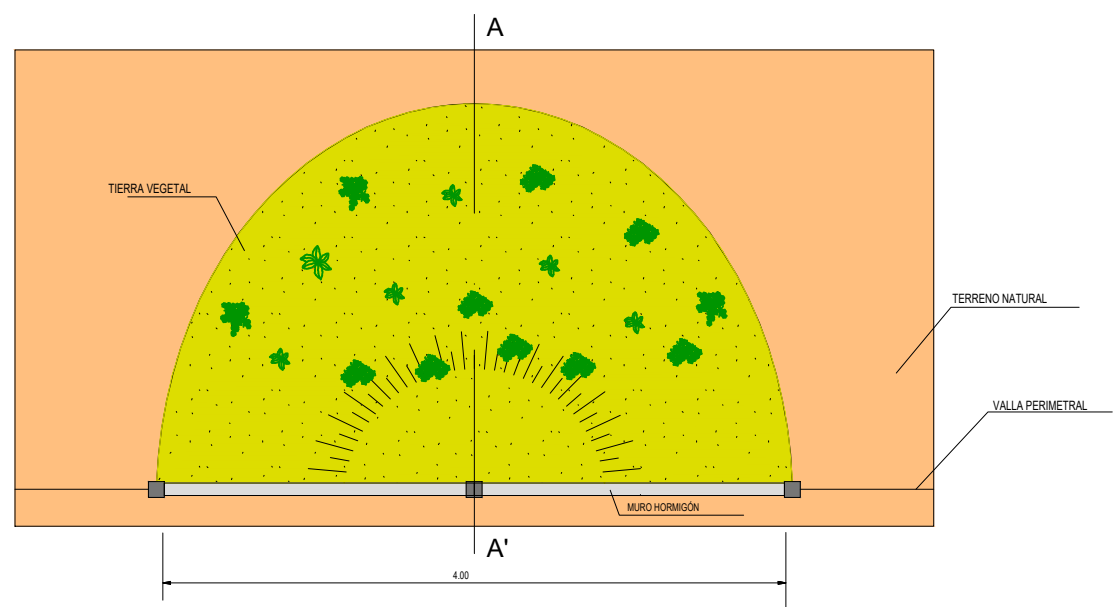 A
TIERRA VEGETAL
TERRENO NATURAL
VALLA PERIMETRAL
MURO HORMIGÓN
A'
4.00